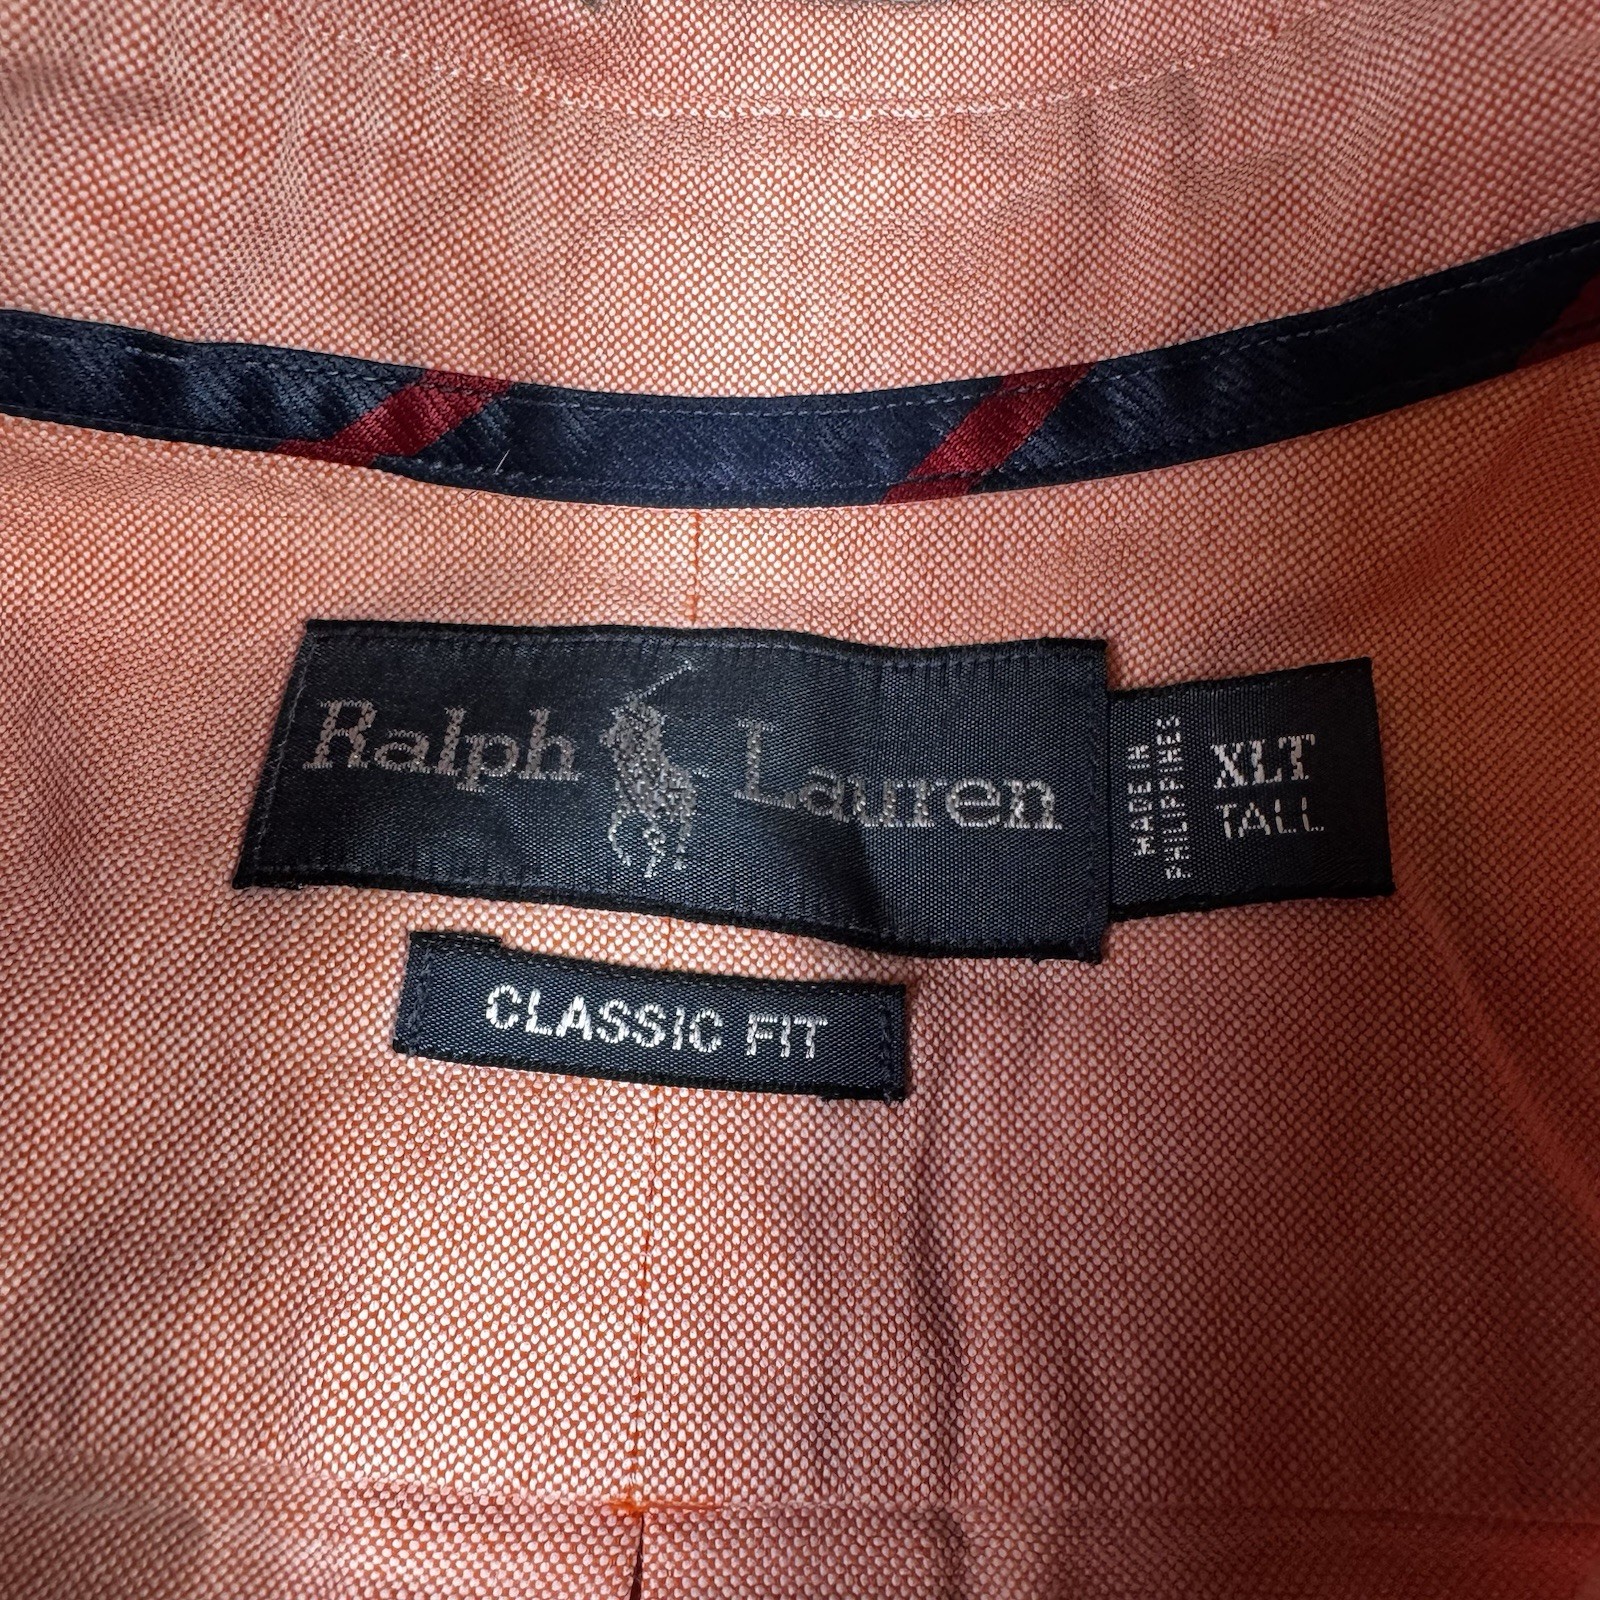 Ralph Lauren
MADE IN
PHILIPPINES
XLT
TALL
CLASSIC FIT